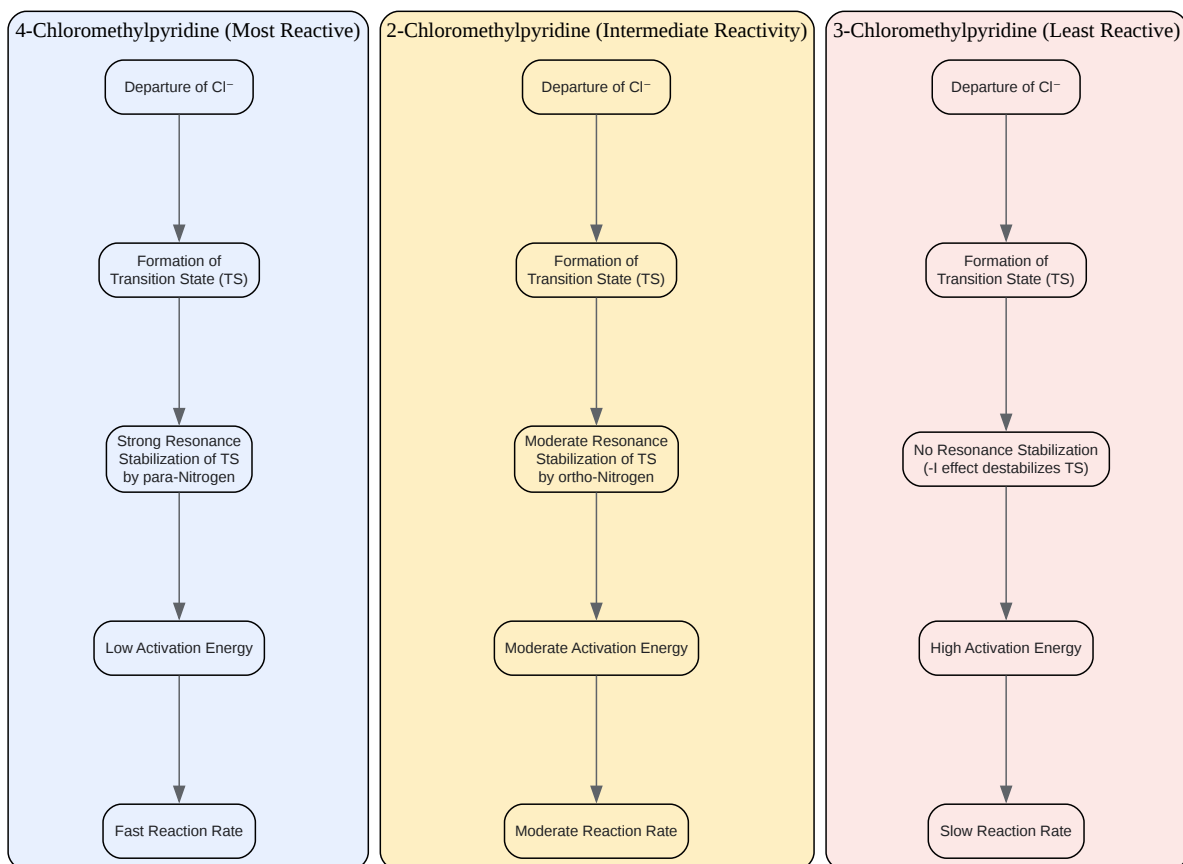 4-Chloromethylpyridine (Most Reactive)
Departure of Cl⁻
Formation of
Transition State (TS)
Strong Resonance
Stabilization of TS
by para-Nitrogen
Low Activation Energy
Fast Reaction Rate
2-Chloromethylpyridine (Intermediate Reactivity)
Departure of Cl⁻
Formation of
Transition State (TS)
Moderate Resonance
Stabilization of TS
by ortho-Nitrogen
Moderate Activation Energy
Moderate Reaction Rate
3-Chloromethylpyridine (Least Reactive)
Departure of Cl⁻
Formation of
Transition State (TS)
No Resonance Stabilization
(-I effect destabilizes TS)
High Activation Energy
Slow Reaction Rate